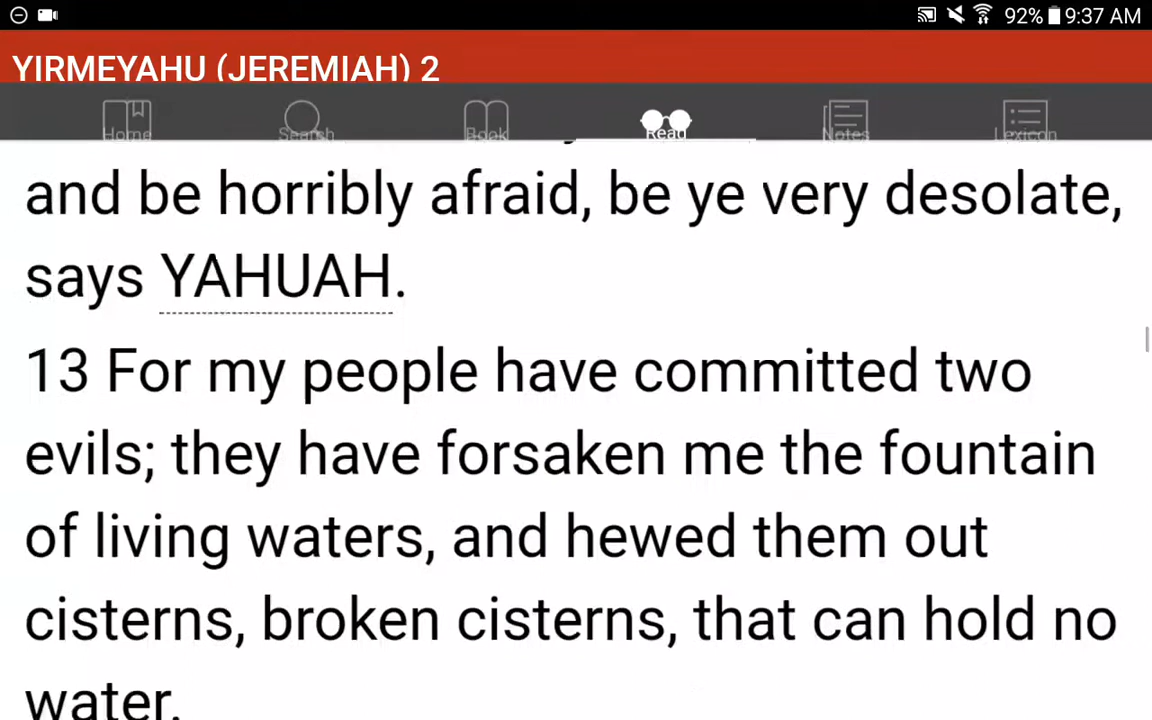 92% 9:37 AM
YIRMEYAHU (JEREMIAH) 2
Home Search Book Read Notes Lexicon
and be horribly afraid, be ye very desolate,
says YAHUAH.
13 For my people have committed two
evils; they have forsaken me the fountain
of living waters, and hewed them out
cisterns, broken cisterns, that can hold no
water.